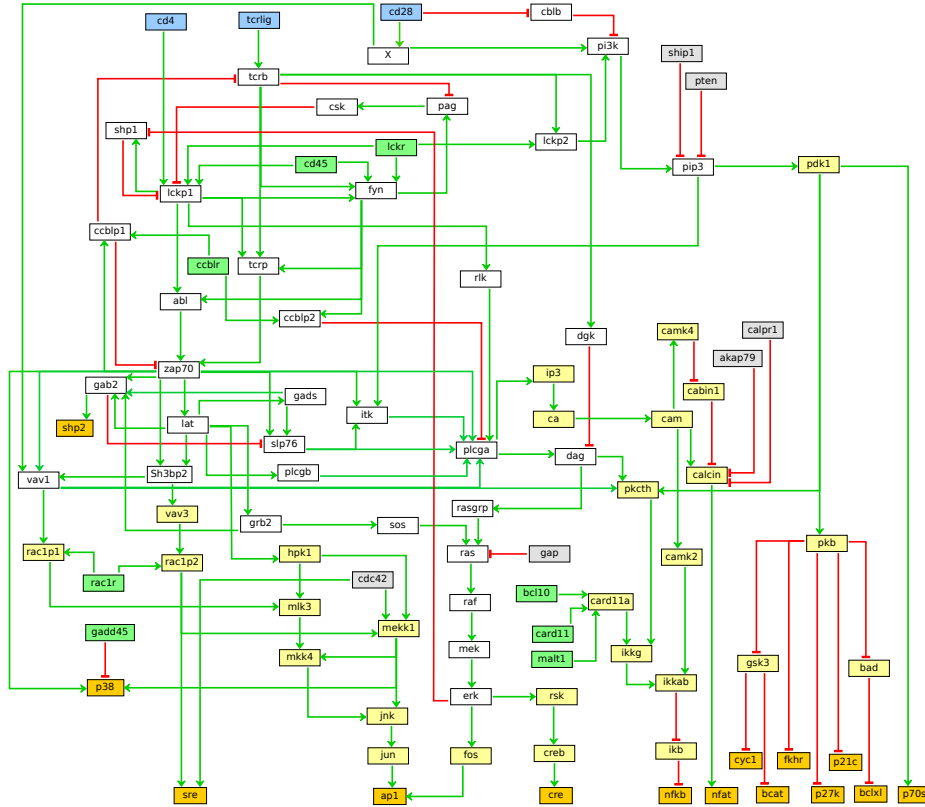 cd28
cblb
cd4
tcrlig
pi3k
ship1
X
tcrb
pten
csk
pag
shp1
lckp2
lckr
cd45
pip3
pdk1
lckp1
fyn
ccblp1
ccblr
tcrp
rlk
abl
ccblp2
dgk
camk4
calpr1
akap79
zap70
ip3
gab2
gads
cabin1
itk
shp2
lat
ca
cam
slp76
plcga
dag
vav1
Sh3bp2
plcgb
calcin
pkcth
rasgrp
vav3
grb2
sos
pkb
rac1p1
rac1p2
hpk1
ras
gap
camk2
rac1r
cdc42
bcl10
raf
card11a
mlk3
gadd45
mekk1
card11
mek
mkk4
malt1
ikkg
gsk3
bad
p38
erk
rsk
ikkab
jnk
jun
fos
creb
ikb
cyc1
fkhr
p21c
sre
ap1
cre
nfkb
nfat
bcat
p27k
bclxl
p70s